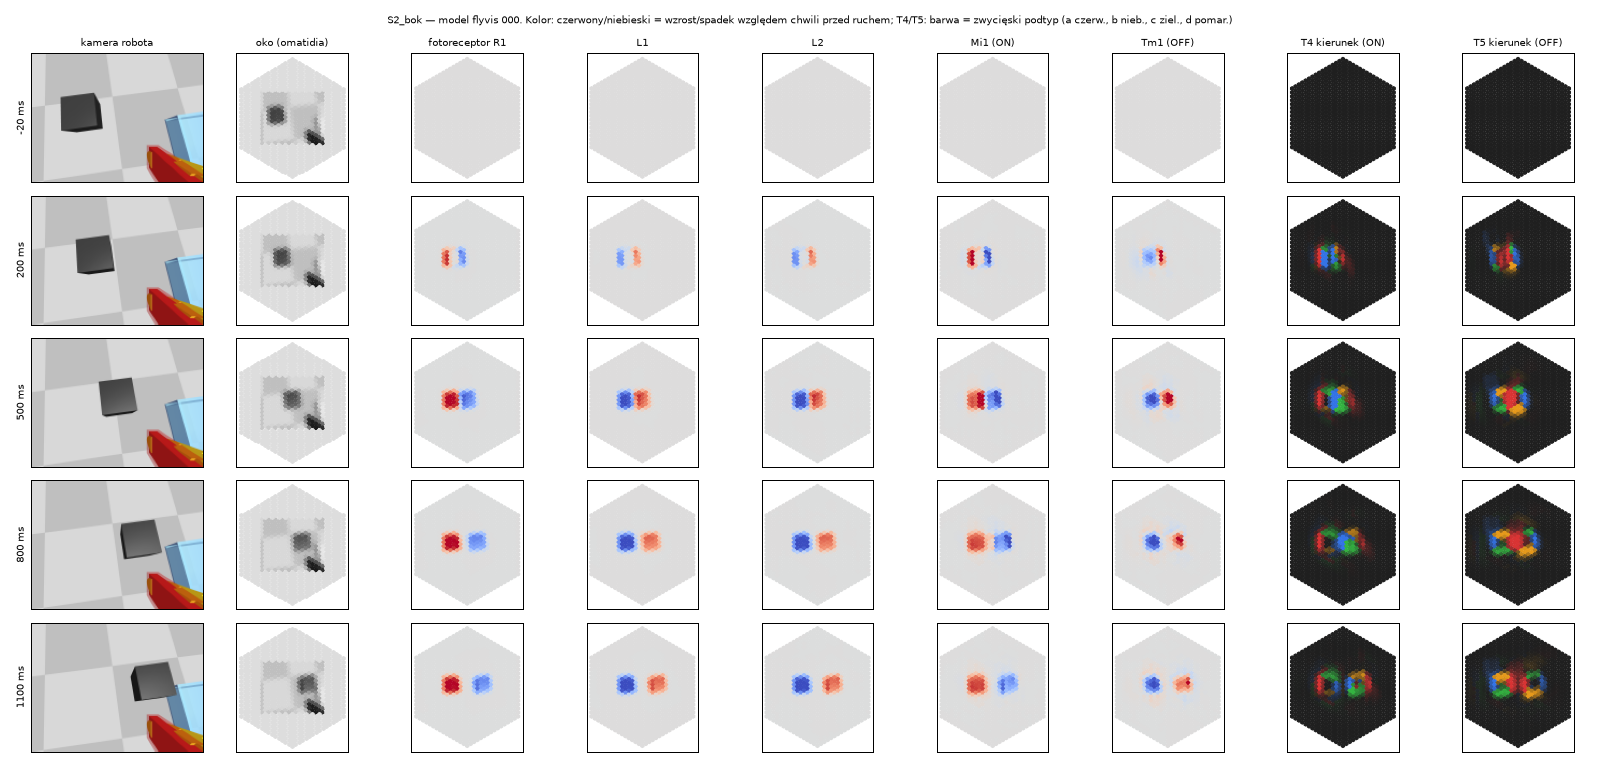 S2_bok — model flyvis 000. Kolor: czerwony/niebieski = wzrost/spadek względem chwili przed ruchem; T4/T5: barwa = zwycięski podtyp (a czerw., b nieb., c ziel., d pomar.)
kamera robota
oko (omatidia)
fotoreceptor R1
L1
L2
Mi1 (ON)
Tm1 (OFF)
T4 kierunek (ON)
T5 kierunek (OFF)
-20 ms
200 ms
500 ms
800 ms
1100 ms